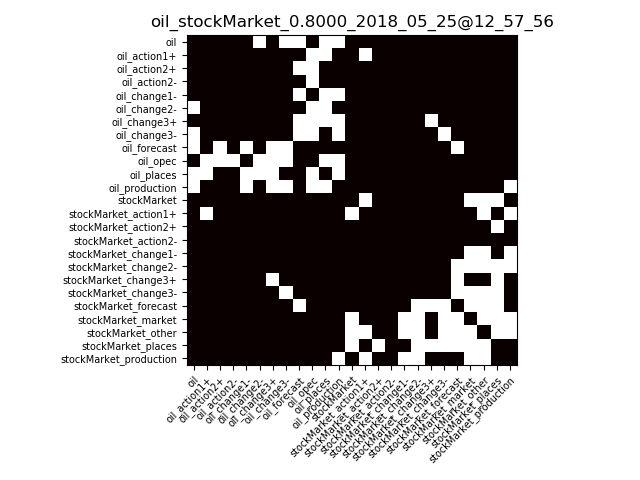 oil_stockMarket_0.8000_2018_05_25@12_57_56
oil
oil_action1+
oil_action2+
oil_action2-
oil_change1-
oil_change2-
oil_change3+
oil_change3-
oil_forecast
oil_opec
oil_places
oil_production
stockMarket
stockMarket_action1+
stockMarket_action2+
stockMarket_action2-
stockMarket_change1-
stockMarket_change2-
stockMarket_change3+
stockMarket_change3-
stockMarket_forecast
stockMarket_market
stockMarket_other
stockMarket_places
stockMarket_production
oil
oil_action1+
oil_action2+
oil_action2-
oil_change1-
oil_change2-
oil_change3+
oil_change3-
oil_forecast
oil_opec
oil_places
oil_production
stockMarket
stockMarket_action1+
stockMarket_action2+
stockMarket_action2-
stockMarket_change1-
stockMarket_change2-
stockMarket_change3+
stockMarket_change3-
stockMarket_forecast
stockMarket_market
stockMarket_other
stockMarket_places
stockMarket_production